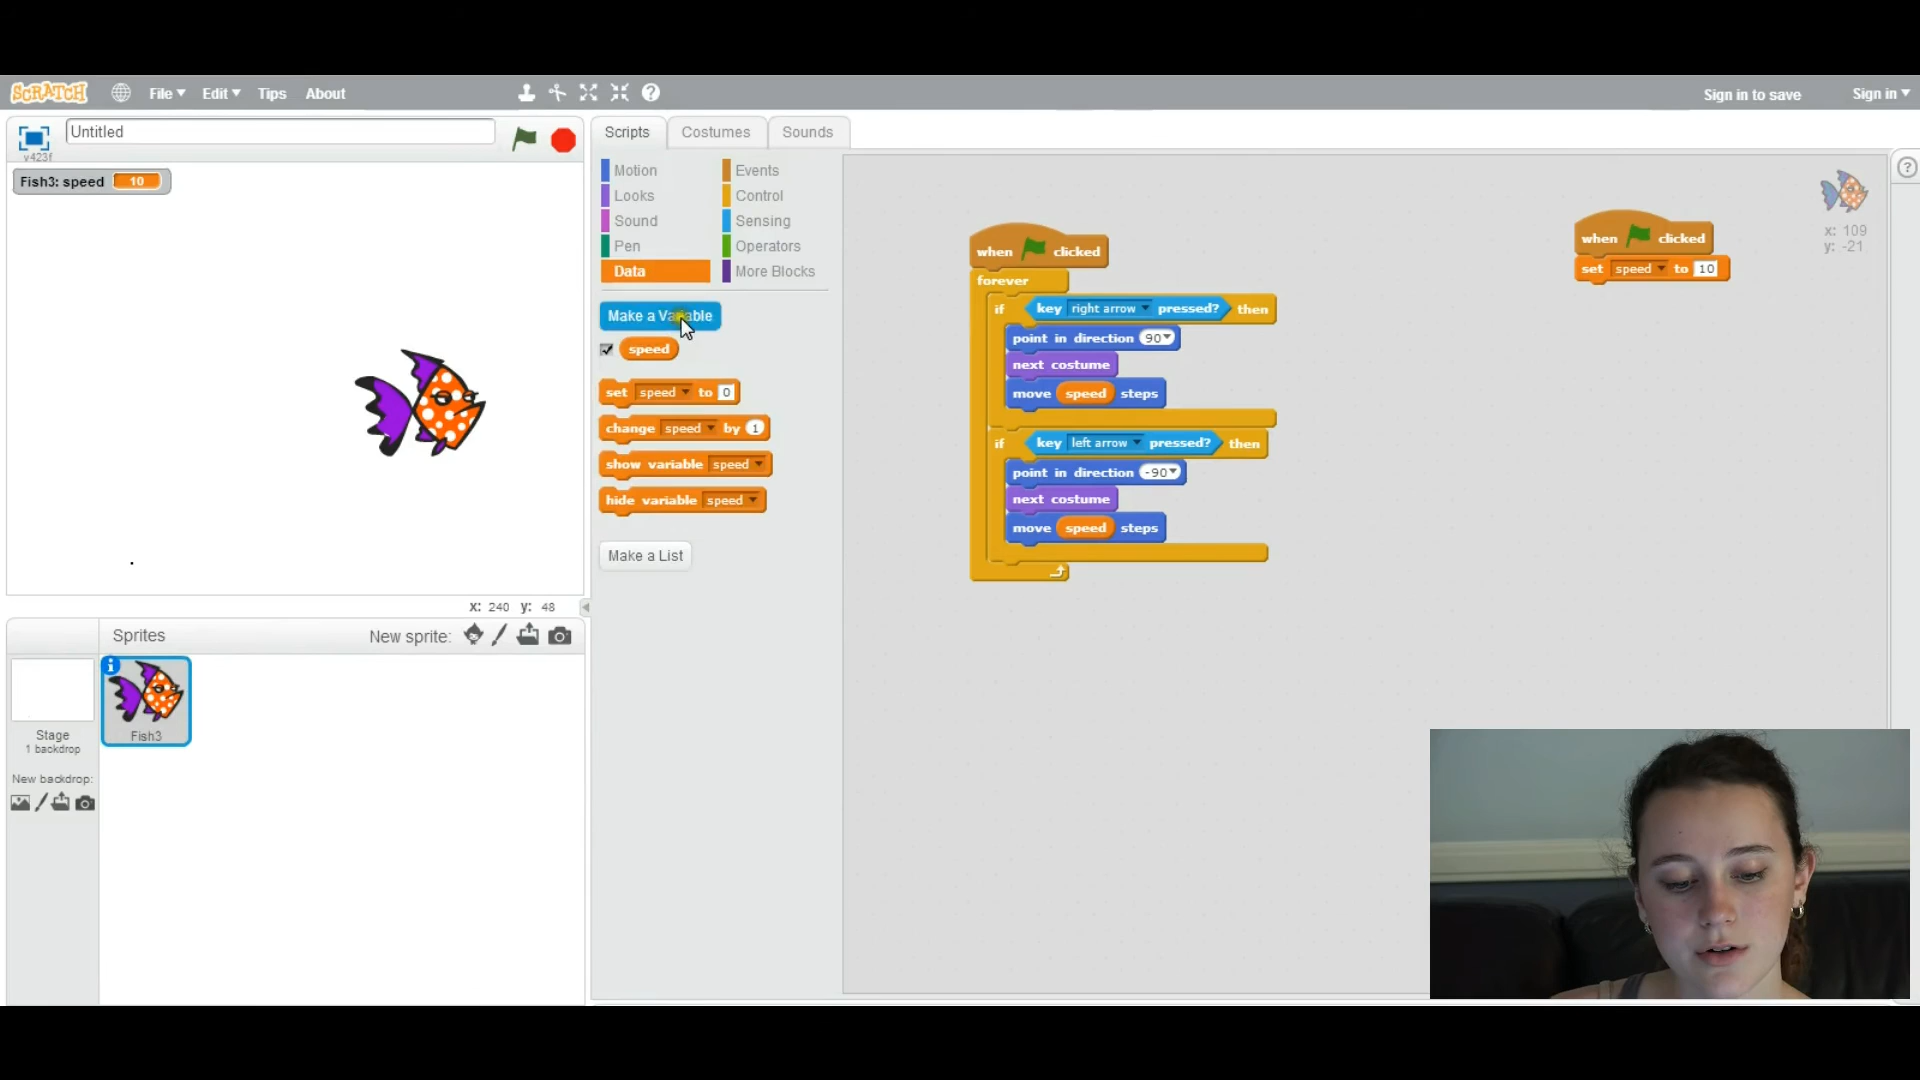 SCRATCH
File
Edit
Tips
About
Sign in to save
Sign in
Untitled
v423f
Fish3: speed 10
x: 240 y: 48
Sprites
New sprite:
Fish3
Stage
1 backdrop
New backdrop:
Scripts
Costumes
Sounds
Motion
Looks
Sound
Pen
Data
Events
Control
Sensing
Operators
More Blocks
Make a Variable
speed
set speed to 0
change speed by 1
show variable speed
hide variable speed
Make a List
when clicked
forever
if key right arrow pressed? then
point in direction 90
next costume
move speed steps
if key left arrow pressed? then
point in direction -90
next costume
move speed steps
when clicked
set speed to 10
x: 109
y: -21